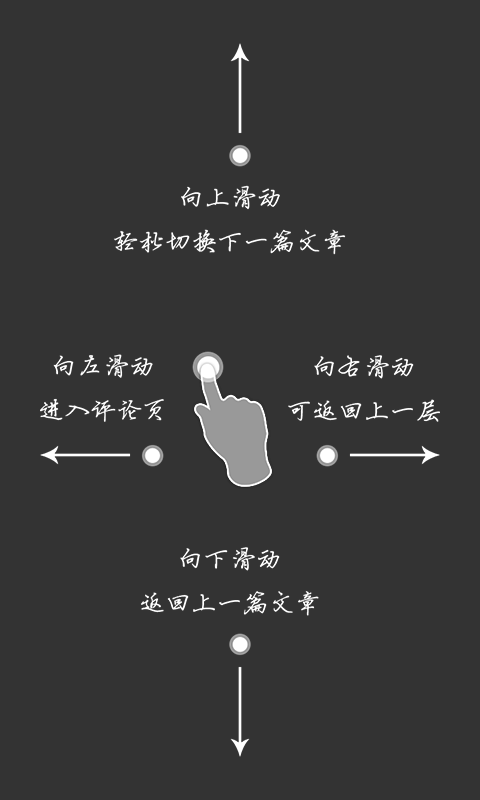 向上滑动
轻松切换下一篇文章
向左滑动
进入评论页
向右滑动
可返回上一层
向下滑动
返回上一篇文章